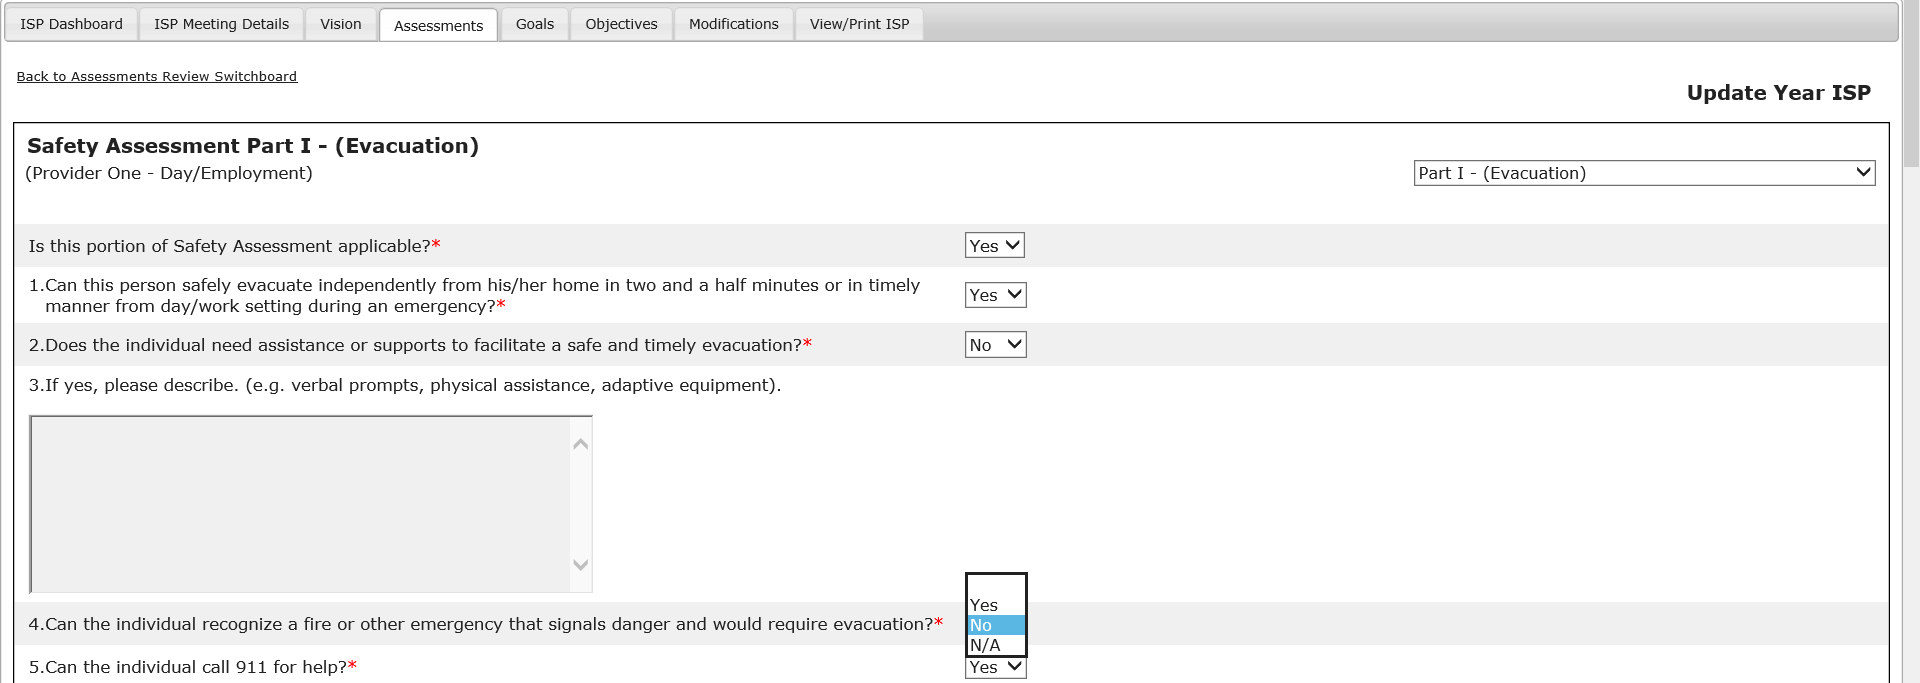 ISP Dashboard ISP Meeting Details Vision Assessments Goals Objectives Modifications View/Print ISP
Back to Assessments Review Switchboard
Update Year ISP
Safety Assessment Part I - (Evacuation)
(Provider One - Day/Employment)
Part I - (Evacuation)
Is this portion of Safety Assessment applicable?* Yes
1.Can this person safely evacuate independently from his/her home in two and a half minutes or in timely
manner from day/work setting during an emergency?* Yes
2.Does the individual need assistance or supports to facilitate a safe and timely evacuation?* No
3.If yes, please describe. (e.g. verbal prompts, physical assistance, adaptive equipment).
Yes
4.Can the individual recognize a fire or other emergency that signals danger and would require evacuation?* No
N/A
5.Can the individual call 911 for help?* Yes